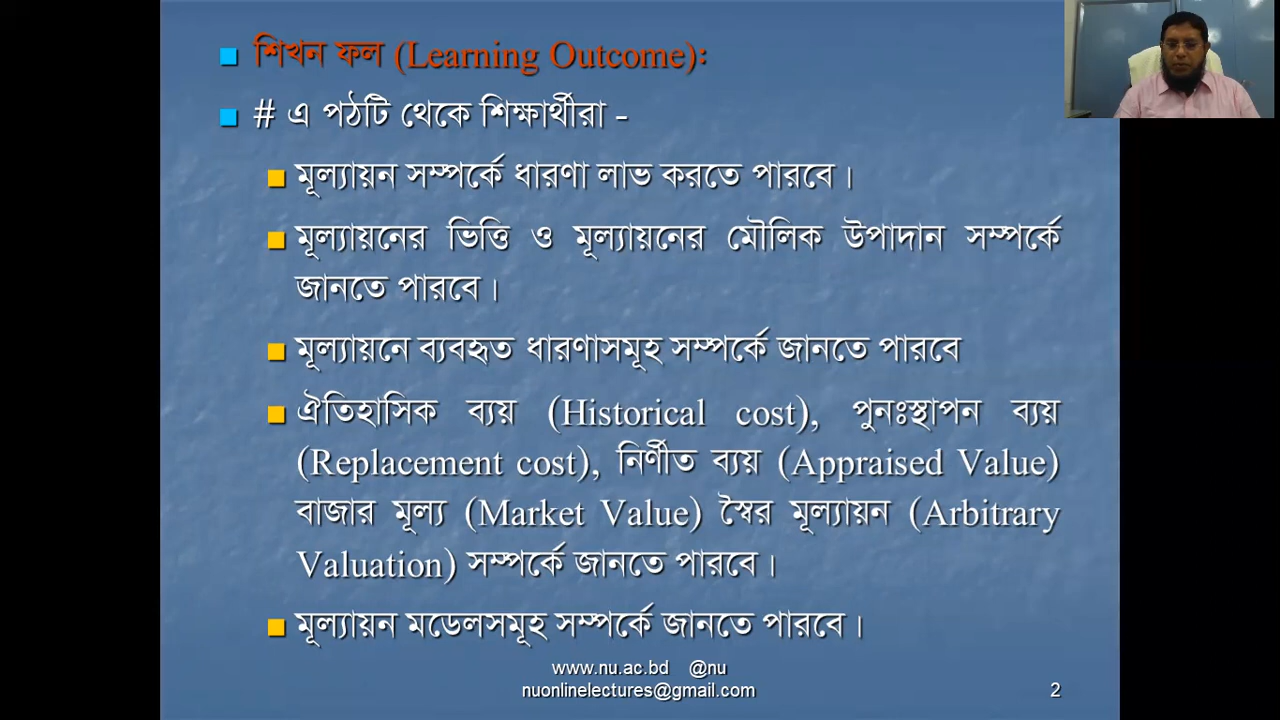 শিখন ফল (Learning Outcome):
# এ পঠটি থেকে শিক্ষার্থীরা -
মূল্যায়ন সম্পর্কে ধারণা লাভ করতে পারবে।
মূল্যায়নের ভিত্তি ও মূল্যায়নের মৌলিক উপাদান সম্পর্কে
জানতে পারবে।
মূল্যায়নে ব্যবহৃত ধারণাসমূহ সম্পর্কে জানতে পারবে
ঐতিহাসিক ব্যয় (Historical cost), পুনঃস্থাপন ব্যয়
(Replacement cost), নির্ণীত ব্যয় (Appraised Value)
বাজার মূল্য (Market Value) স্বৈর মূল্যায়ন (Arbitrary
Valuation) সম্পর্কে জানতে পারবে।
মূল্যায়ন মডেলসমূহ সম্পর্কে জানতে পারবে।
www.nu.ac.bd @nu
nuonlinelectures@gmail.com
2